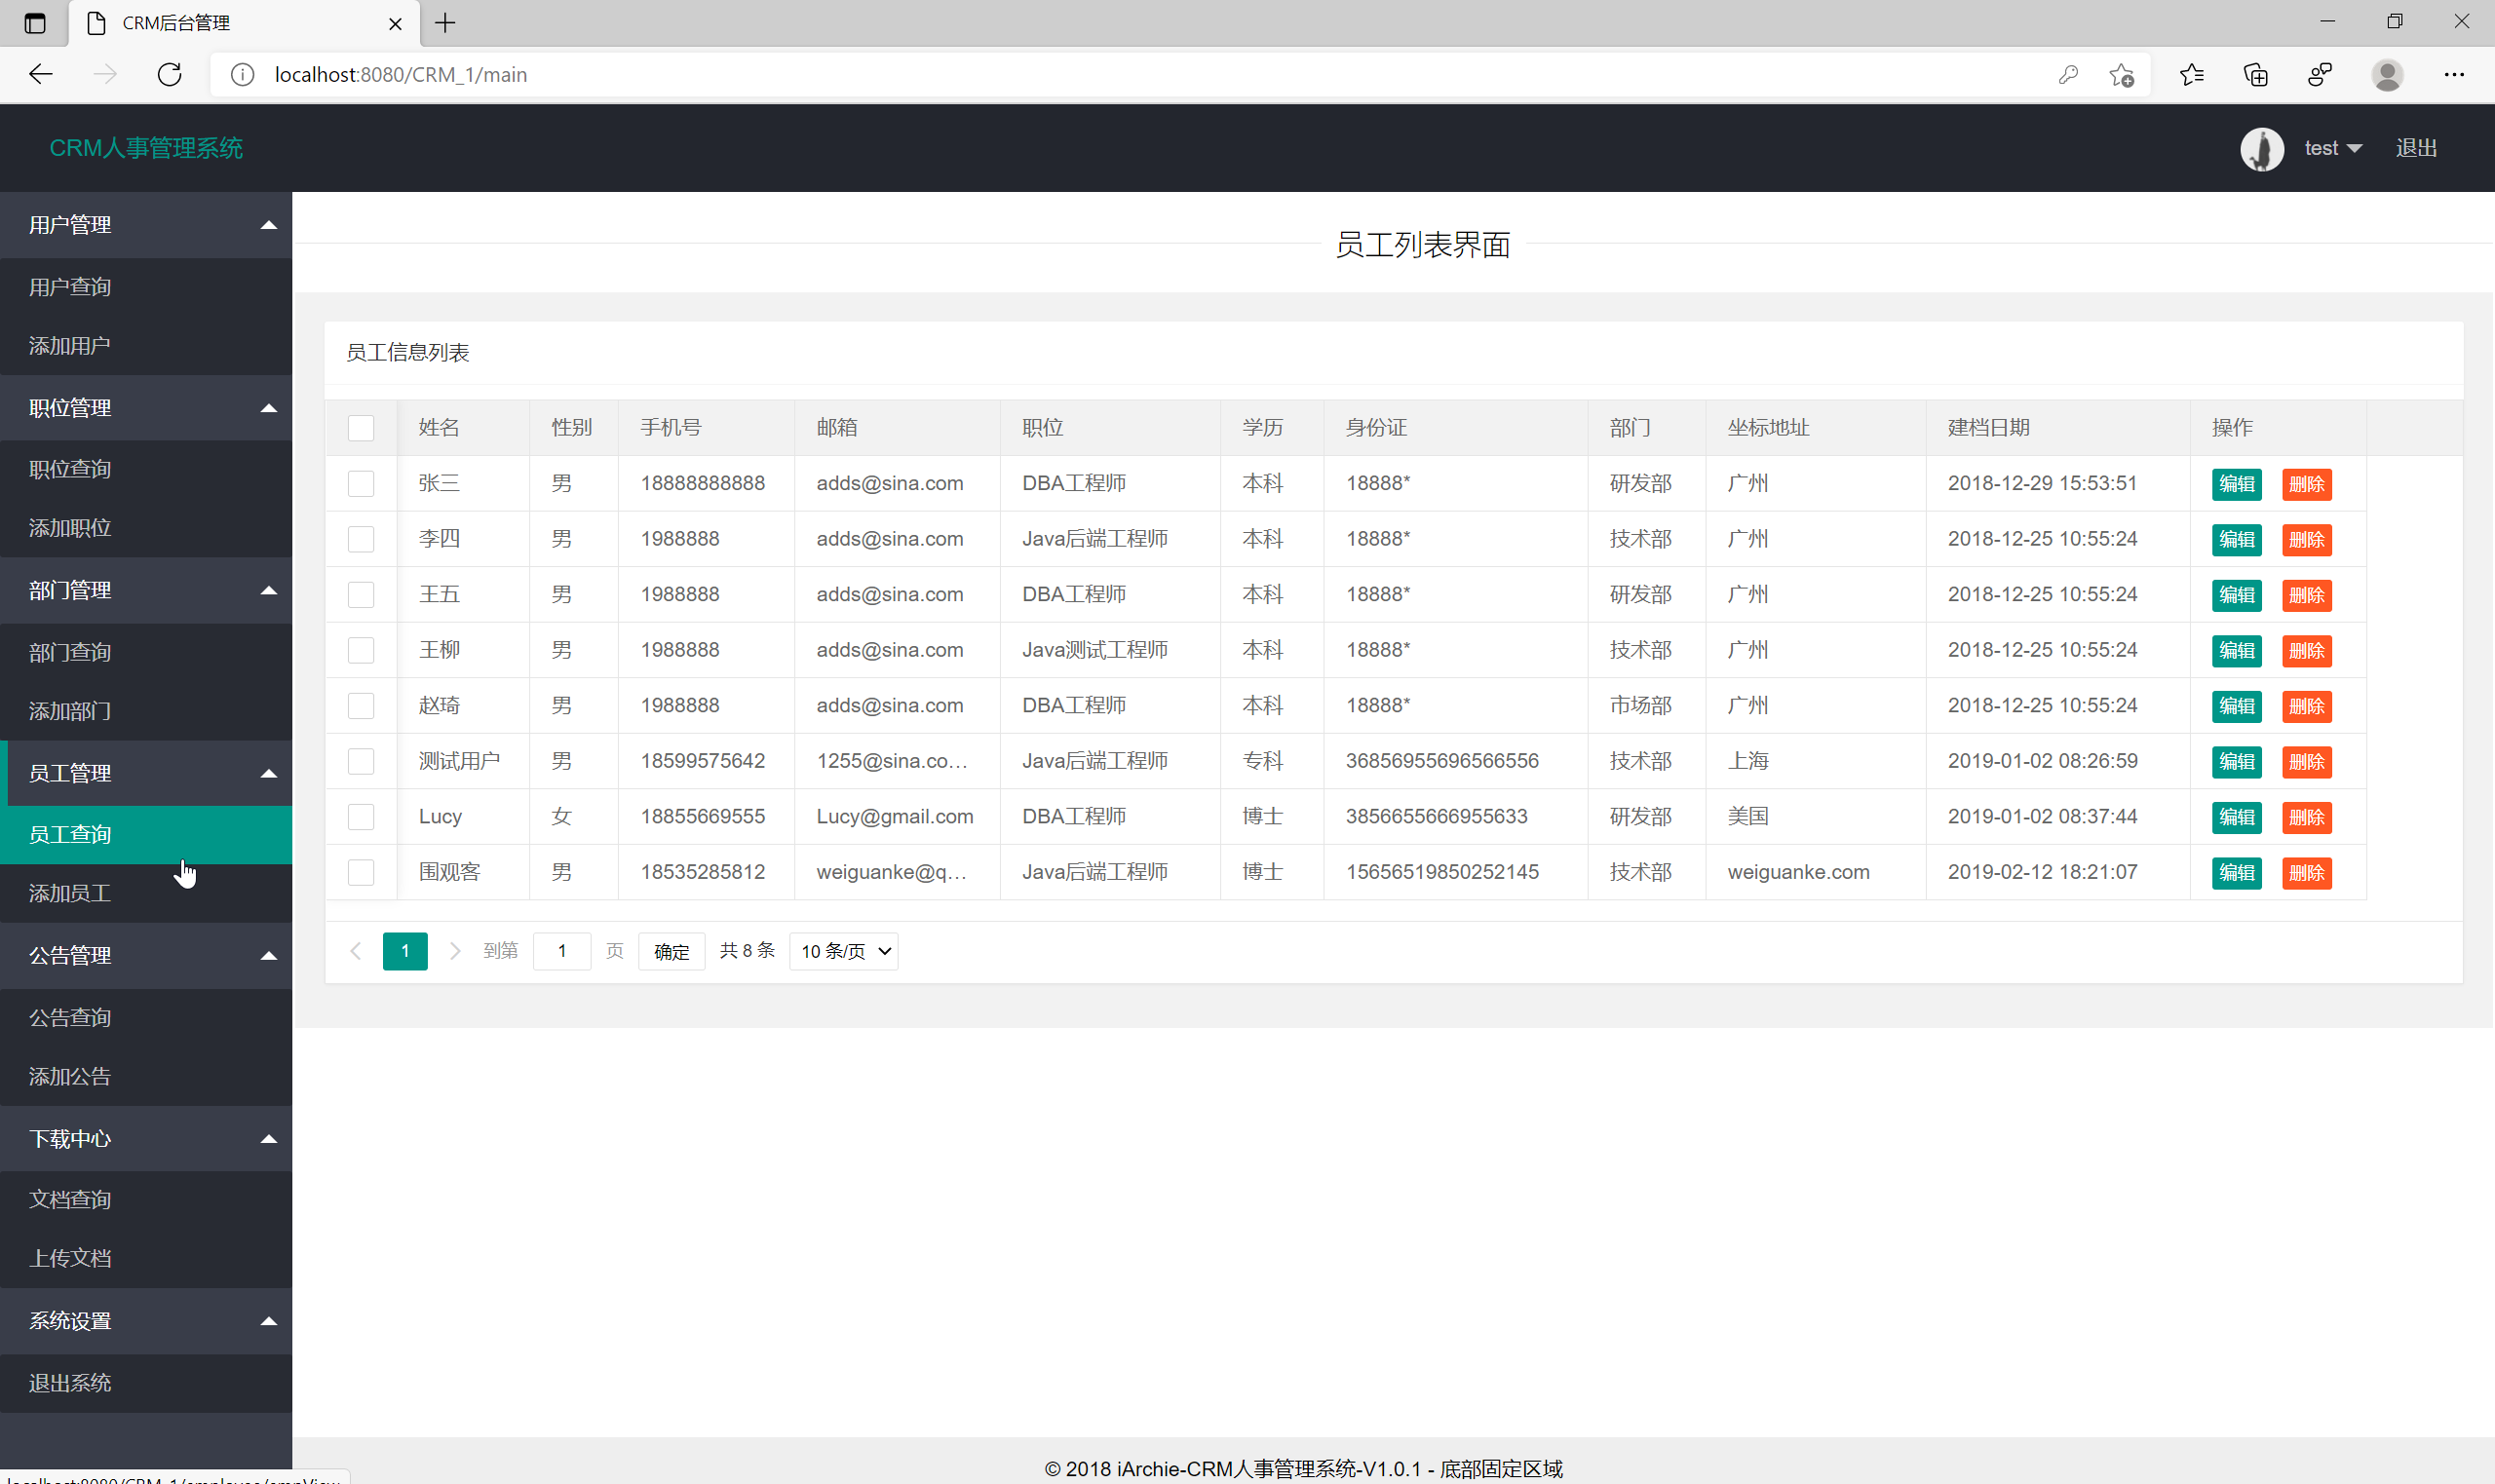 CRM后台管理
localhost:8080/CRM_1/main
CRM人事管理系统
test 退出
用户管理
用户查询
添加用户
职位管理
职位查询
添加职位
部门管理
部门查询
添加部门
员工管理
员工查询
添加员工
公告管理
公告查询
添加公告
下载中心
文档查询
上传文档
系统设置
退出系统
员工列表界面
员工信息列表
姓名 性别 手机号 邮箱 职位 学历 身份证 部门 坐标地址 建档日期 操作
张三 男 18888888888 adds@sina.com DBA工程师 本科 18888* 研发部 广州 2018-12-29 15:53:51 编辑 删除
李四 男 1988888 adds@sina.com Java后端工程师 本科 18888* 技术部 广州 2018-12-25 10:55:24 编辑 删除
王五 男 1988888 adds@sina.com DBA工程师 本科 18888* 研发部 广州 2018-12-25 10:55:24 编辑 删除
王柳 男 1988888 adds@sina.com Java测试工程师 本科 18888* 技术部 广州 2018-12-25 10:55:24 编辑 删除
赵琦 男 1988888 adds@sina.com DBA工程师 本科 18888* 市场部 广州 2018-12-25 10:55:24 编辑 删除
测试用户 男 18599575642 1255@sina.co... Java后端工程师 专科 36856955696566556 技术部 上海 2019-01-02 08:26:59 编辑 删除
Lucy 女 18855669555 Lucy@gmail.com DBA工程师 博士 3856655666955633 研发部 美国 2019-01-02 08:37:44 编辑 删除
围观客 男 18535285812 weiguanke@q... Java后端工程师 博士 15656519850252145 技术部 weiguanke.com 2019-02-12 18:21:07 编辑 删除
1 到第 1 页 确定 共 8 条 10 条/页
© 2018 iArchie-CRM人事管理系统-V1.0.1 - 底部固定区域